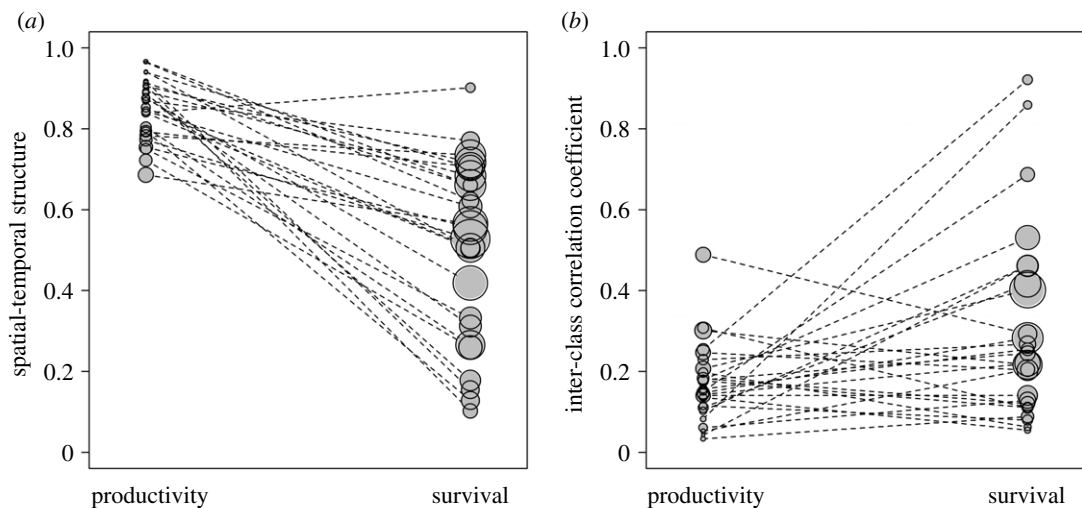 (a)
spatial-temporal structure
1.0
0.8
0.6
0.4
0.2
0
productivity survival
(b)
inter-class correlation coefficient
1.0
0.8
0.6
0.4
0.2
0
productivity survival